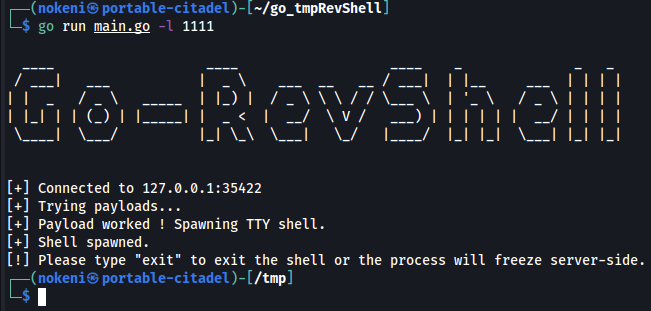 ┌──(nokeni㉿portable-citadel)-[~/go_tmpRevShell]
└─$ go run main.go -l 1111
Go-RevShell
[+] Connected to 127.0.0.1:35422
[+] Trying payloads...
[+] Payload worked ! Spawning TTY shell.
[+] Shell spawned.
[!] Please type "exit" to exit the shell or the process will freeze server-side.
┌──(nokeni㉿portable-citadel)-[/tmp]
└─$